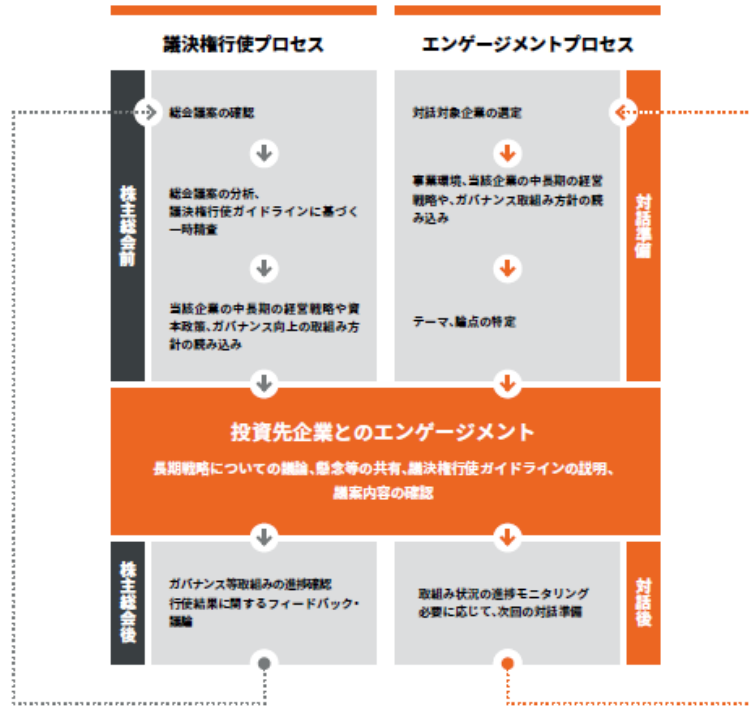 議決権行使プロセス
エンゲージメントプロセス
株主総会前
総会議案の確認
総会議案の分析、
議決権行使ガイドラインに基づく
一時精査
当該企業の中長期の経営戦略や資
本政策、ガバナンス向上の取組み方
針の読み込み
対話対象企業の選定
事業環境、当該企業の中長期の経営
戦略や、ガバナンス取組み方針の読
み込み
テーマ、論点の特定
対話準備
投資先企業とのエンゲージメント
長期戦略についての議論、懸念等の共有、議決権行使ガイドラインの説明、
議案内容の確認
株主総会後
ガバナンス等取組みの進捗確認
行使結果に関するフィードバック・
議論
取組み状況の進捗モニタリング
必要に応じて、次回の対話準備
対話後